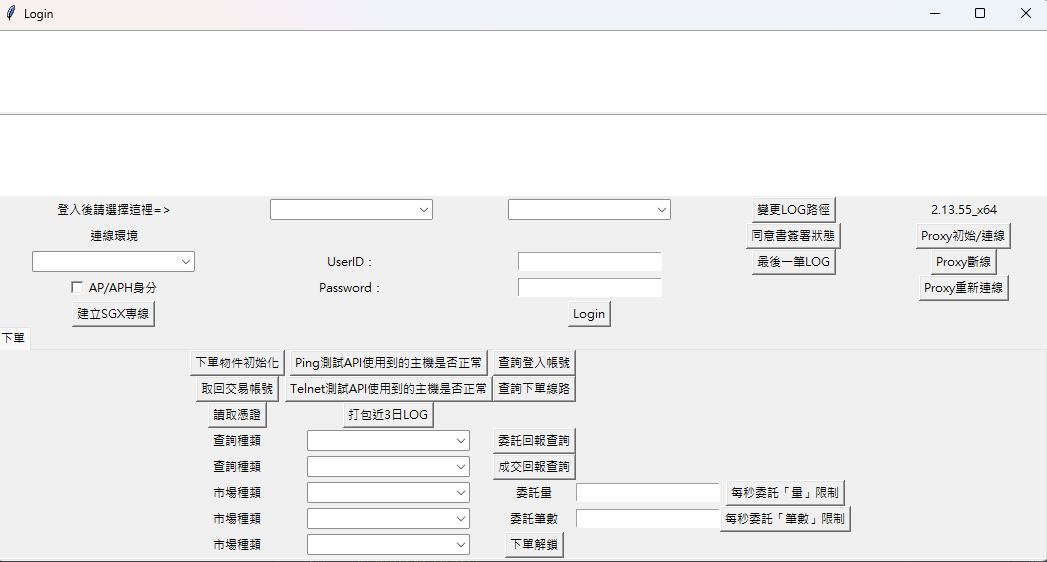 Login
登入後請選擇這裡=> 變更LOG路徑 2.13.55_x64
連線環境 同意書簽署狀態 Proxy初始/連線
UserID： 最後一筆LOG Proxy斷線
AP/APH身分 Password： Proxy重新連線
建立SGX專線 Login
下單
下單物件初始化 Ping測試API使用到的主機是否正常 查詢登入帳號
取回交易帳號 Telnet測試API使用到的主機是否正常 查詢下單線路
讀取憑證 打包近3日LOG
查詢種類 委託回報查詢
查詢種類 成交回報查詢
市場種類 委託量 每秒委託「量」限制
市場種類 委託筆數 每秒委託「筆數」限制
市場種類 下單解鎖